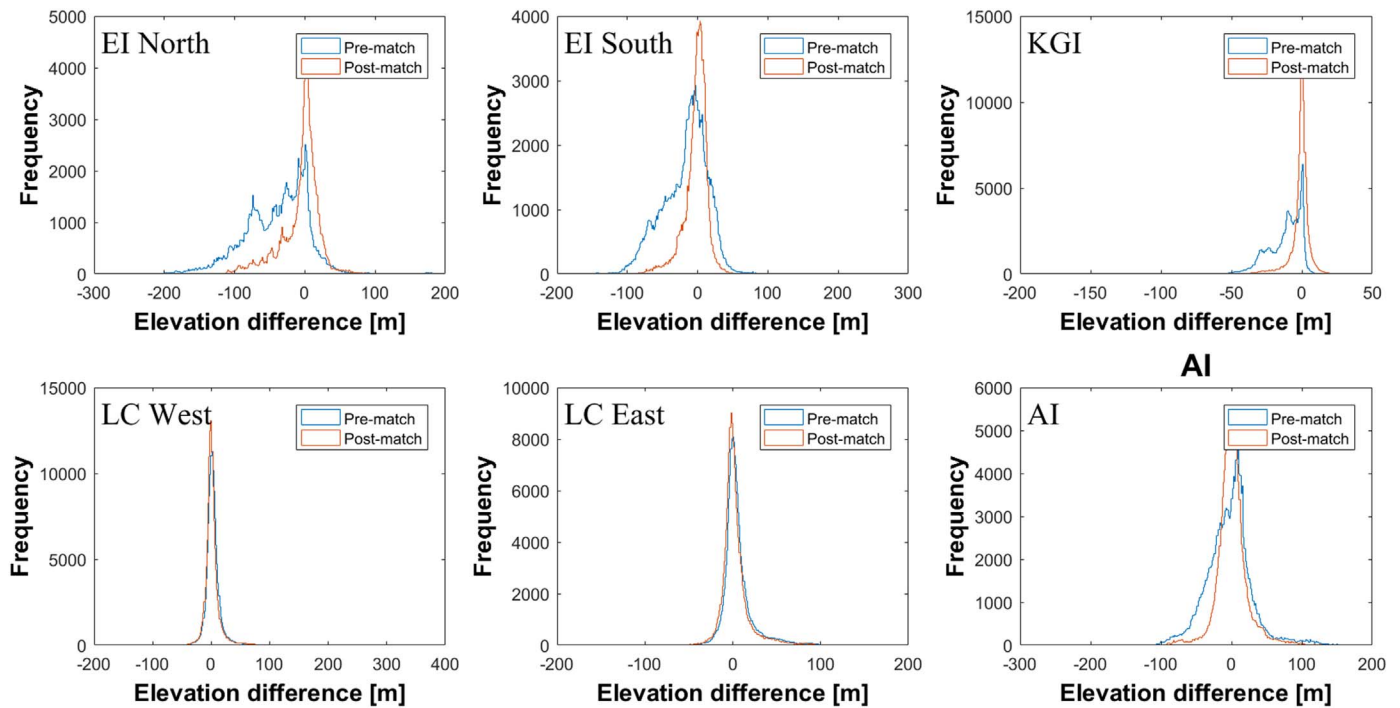 EI North
Pre-match
Post-match
5000
4000
3000
2000
1000
0
Frequency
-300 -200 -100 0 100 200
Elevation difference [m]
EI South
Pre-match
Post-match
4000
3000
2000
1000
0
Frequency
-200 -100 0 100 200 300
Elevation difference [m]
KGI
Pre-match
Post-match
15000
10000
5000
0
Frequency
-200 -150 -100 -50 0 50
Elevation difference [m]
LC West
Pre-match
Post-match
15000
10000
5000
0
Frequency
-200 -100 0 100 200 300 400
Elevation difference [m]
LC East
Pre-match
Post-match
10000
8000
6000
4000
2000
0
Frequency
-200 -100 0 100 200
Elevation difference [m]
AI
AI
Pre-match
Post-match
6000
5000
4000
3000
2000
1000
0
Frequency
-300 -200 -100 0 100 200
Elevation difference [m]